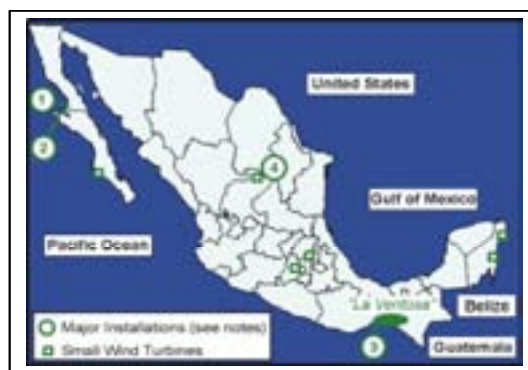 United States
1
2
4
Gulf of Mexico
Pacific Ocean
"La Ventosa"
Belize
Major Installations (see notes)
Small Wind Turbines
3
Guatemala